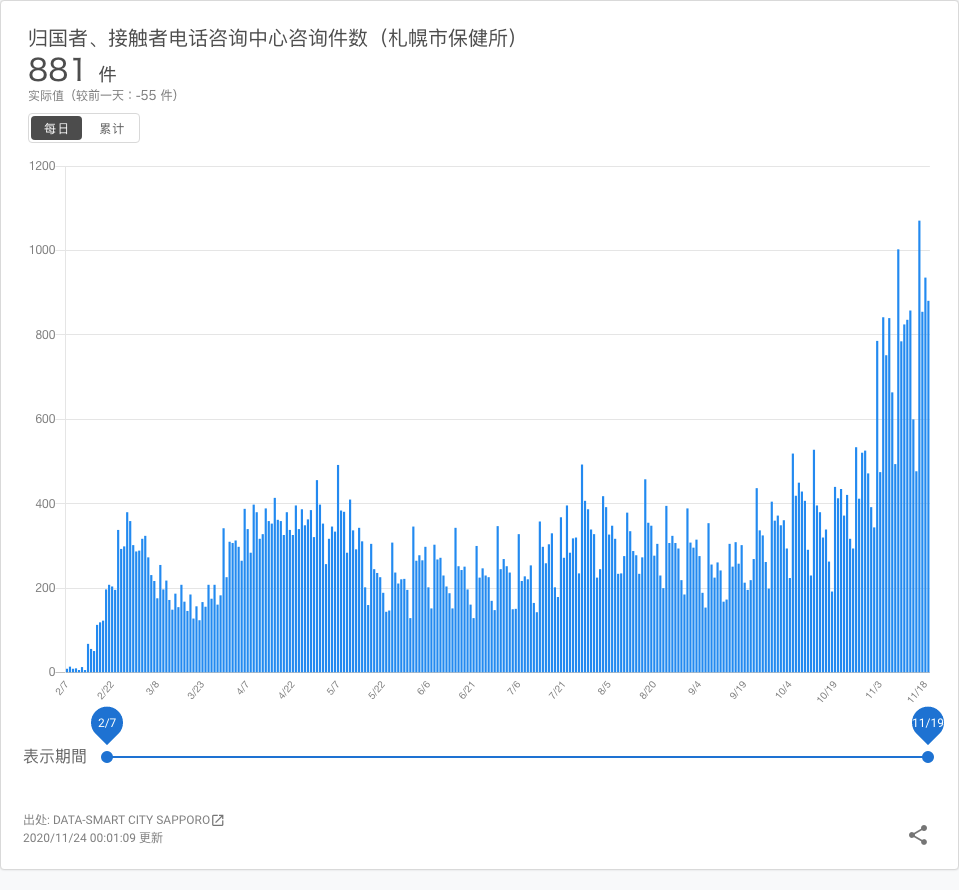 归国者、接触者电话咨询中心咨询件数（札幌市保健所）
881 件
实际值（较前一天：-55 件）
每日 累计
1200
1000
800
600
400
200
0
2/7 2/22 3/8 3/23 4/7 4/22 5/7 5/22 6/6 6/21 7/6 7/21 8/5 8/20 9/4 9/19 10/4 10/19 11/3 11/18
2/7 11/19
表示期間
出处: DATA-SMART CITY SAPPORO
2020/11/24 00:01:09 更新